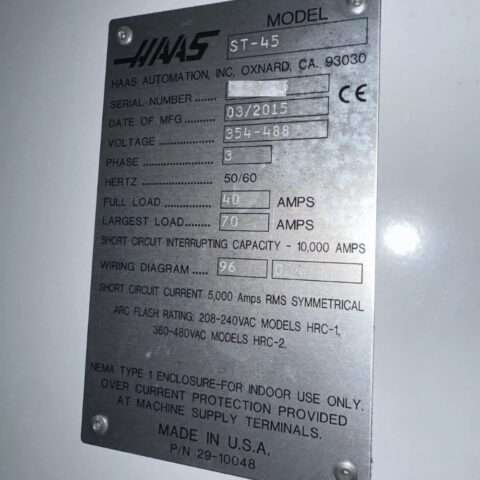 MODEL
HAAS ST-45
HAAS AUTOMATION, INC. OXNARD, CA. 93030
SERIAL NUMBER .......
DATE OF MFG ........... 03/2015
VOLTAGE .................. 354-488
PHASE ...................... 3
HERTZ ...................... 50/60
FULL LOAD .............. 40 AMPS
LARGEST LOAD....... 70 AMPS
SHORT CIRCUIT INTERRUPTING CAPACITY - 10,000 AMPS
WIRING DIAGRAM ..... 96
SHORT CIRCUIT CURRENT 5,000 Amps RMS SYMMETRICAL
ARC FLASH RATING: 208-240VAC MODELS HRC-1,
360-480VAC MODELS HRC-2.
NEMA TYPE 1 ENCLOSURE-FOR INDOOR USE ONLY.
OVER CURRENT PROTECTION PROVIDED
AT MACHINE SUPPLY TERMINALS.
MADE IN U.S.A.
P/N 29-10048
CE